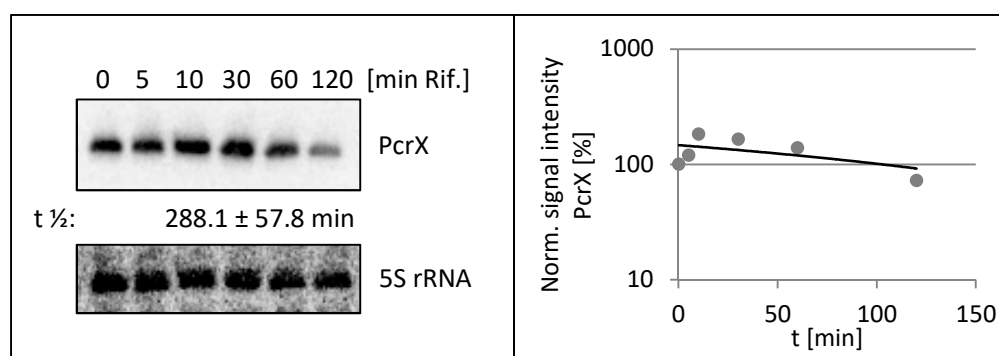 0 5 10 30 60 120 [min Rif.]
PcrX
t ½: 288.1 ± 57.8 min
5S rRNA
Norm. signal intensity
PcrX [%]
1000
100
10
0 50 100 150
t [min]